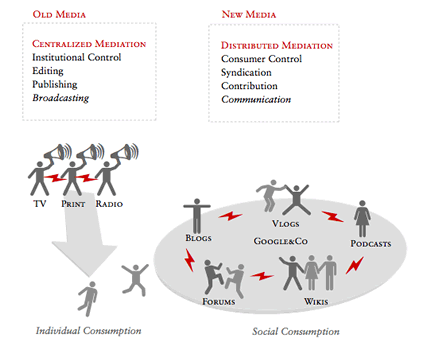 OLD MEDIA
CENTRALIZED MEDIATION
Institutional Control
Editing
Publishing
Broadcasting
NEW MEDIA
DISTRIBUTED MEDIATION
Consumer Control
Syndication
Contribution
Communication
TV PRINT RADIO
Individual Consumption
VLOGS
BLOGS
GOOGLE&CO
PODCASTS
FORUMS
WIKIS
Social Consumption